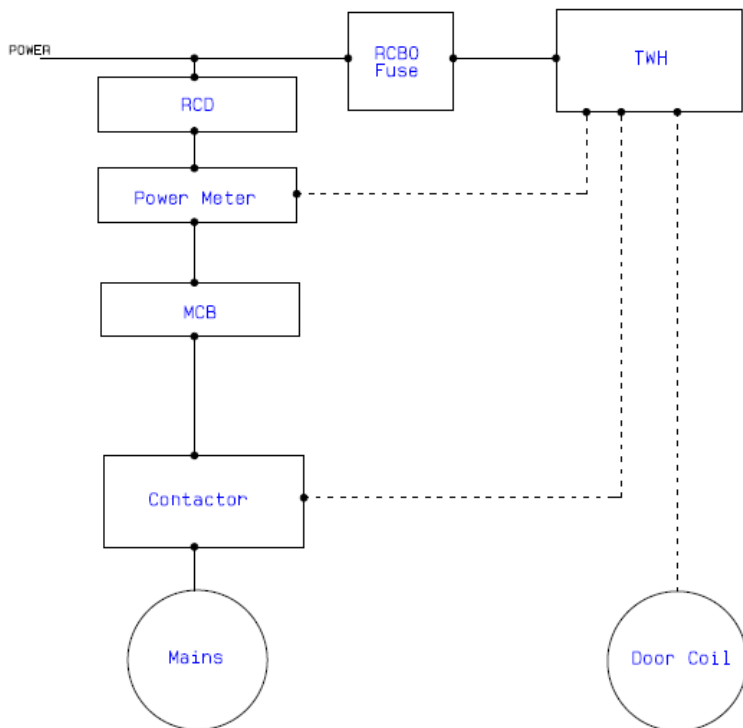 POWER
RCBO
Fuse
TWH
RCD
Power Meter
MCB
Contactor
Mains
Door Coil